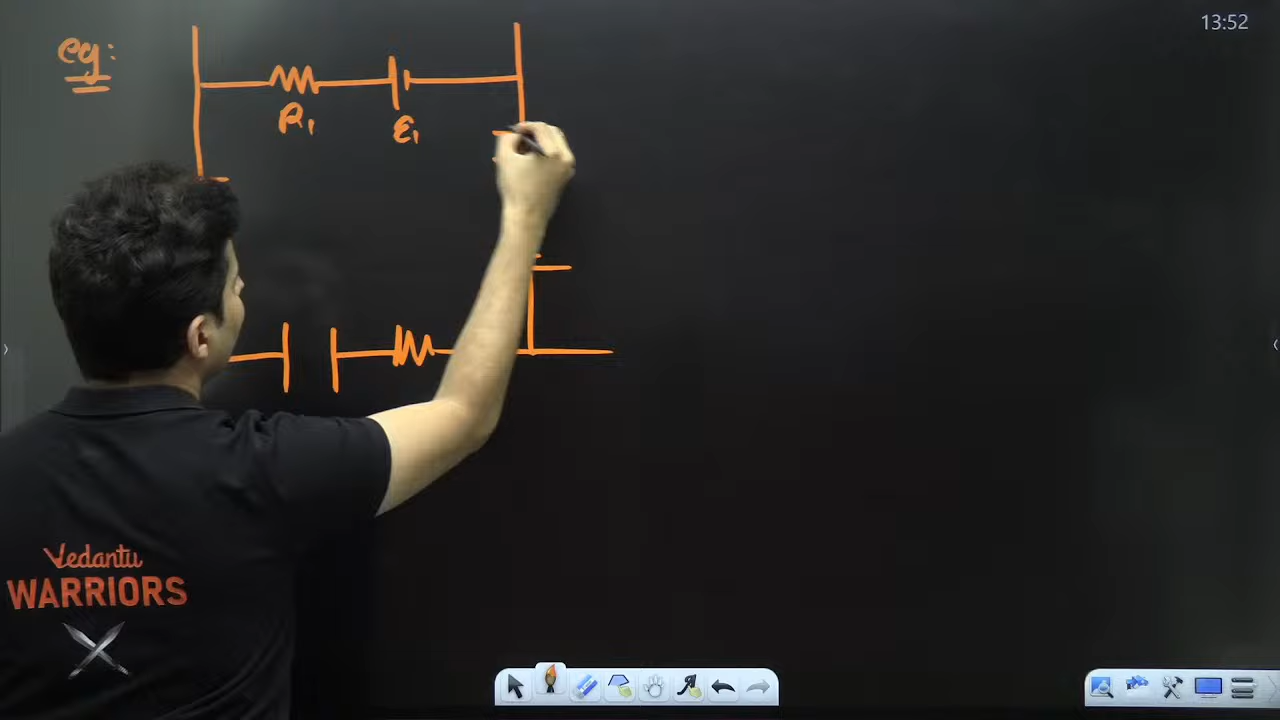 13:52
eg:
R₁
ε₁
Vedantu
WARRIORS